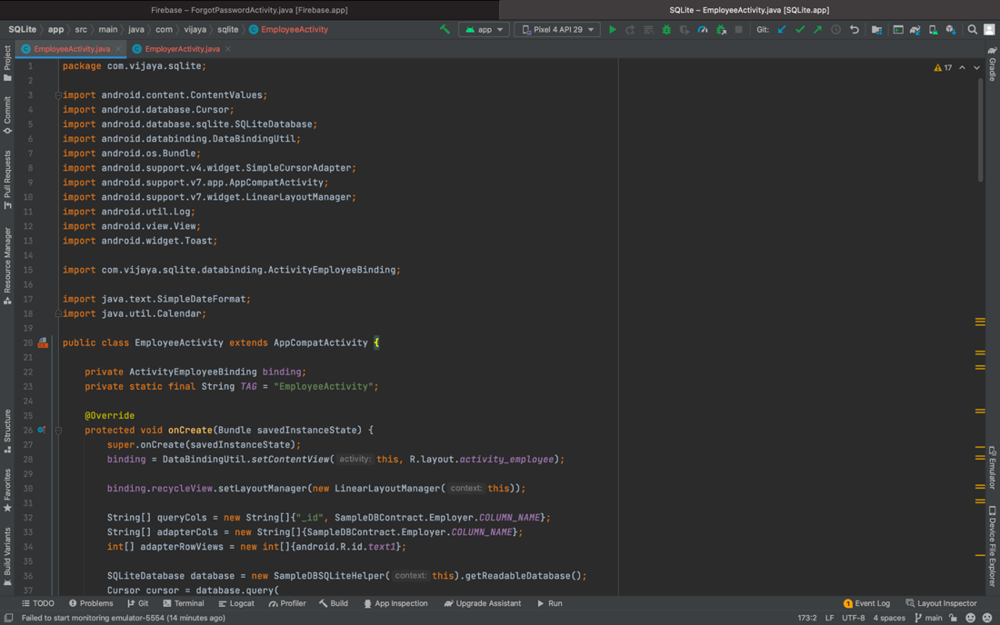 Firebase – ForgotPasswordActivity.java [Firebase.app]
SQLite – EmployeeActivity.java [SQLite.app]
SQLite app src main java com vijaya sqlite EmployeeActivity app Pixel 4 API 29 Git:
EmployeeActivity.java EmployerActivity.java
Project
Commit
Pull Requests
Resource Manager
Structure
Favorites
Build Variants
17
1 package com.vijaya.sqlite;
2
3 import android.content.ContentValues;
4 import android.database.Cursor;
5 import android.database.sqlite.SQLiteDatabase;
6 import android.databinding.DataBindingUtil;
7 import android.os.Bundle;
8 import android.support.v4.widget.SimpleCursorAdapter;
9 import android.support.v7.app.AppCompatActivity;
10 import android.support.v7.widget.LinearLayoutManager;
11 import android.util.Log;
12 import android.view.View;
13 import android.widget.Toast;
14
15 import com.vijaya.sqlite.databinding.ActivityEmployeeBinding;
16
17 import java.text.SimpleDateFormat;
18 import java.util.Calendar;
19
20 public class EmployeeActivity extends AppCompatActivity {
21
22 private ActivityEmployeeBinding binding;
23 private static final String TAG = "EmployeeActivity";
24
25 @Override
26 protected void onCreate(Bundle savedInstanceState) {
27 super.onCreate(savedInstanceState);
28 binding = DataBindingUtil.setContentView( activity: this, R.layout.activity_employee);
29
30 binding.recycleView.setLayoutManager(new LinearLayoutManager( context: this));
31
32 String[] queryCols = new String[]{"_id", SampleDBContract.Employer.COLUMN_NAME};
33 String[] adapterCols = new String[]{SampleDBContract.Employer.COLUMN_NAME};
34 int[] adapterRowViews = new int[]{android.R.id.text1};
35
36 SQLiteDatabase database = new SampleDBSQLiteHelper( context: this).getReadableDatabase();
37 Cursor cursor = database.query(
Gradle
Emulator
Device File Explorer
TODO Problems Git Terminal Logcat Profiler Build App Inspection Upgrade Assistant Run 1 Event Log Layout Inspector
Failed to start monitoring emulator-5554 (14 minutes ago) 173:2 LF UTF-8 4 spaces main